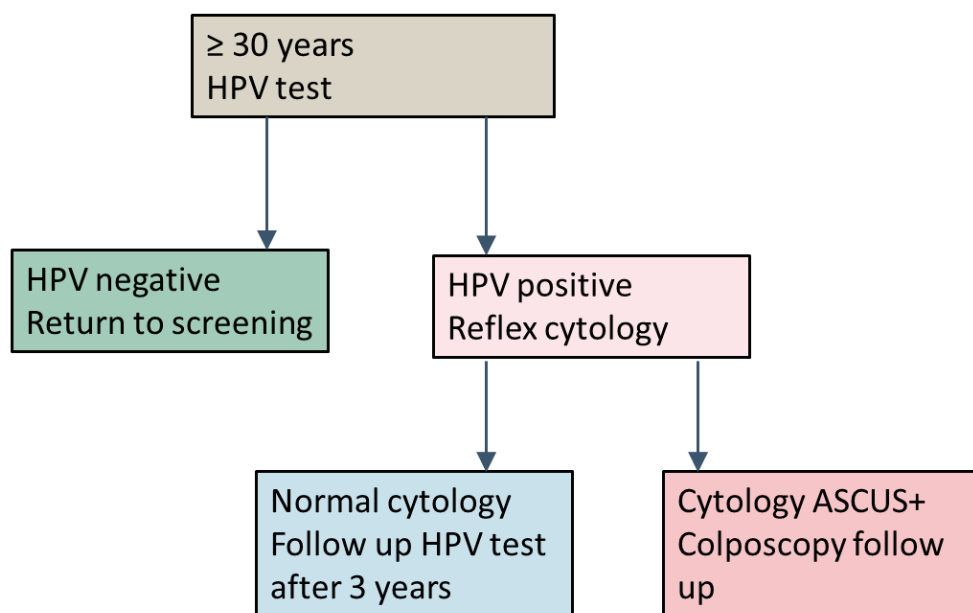 ≥ 30 years
HPV test
HPV negative
Return to screening
HPV positive
Reflex cytology
Normal cytology
Follow up HPV test
after 3 years
Cytology ASCUS+
Colposcopy follow
up